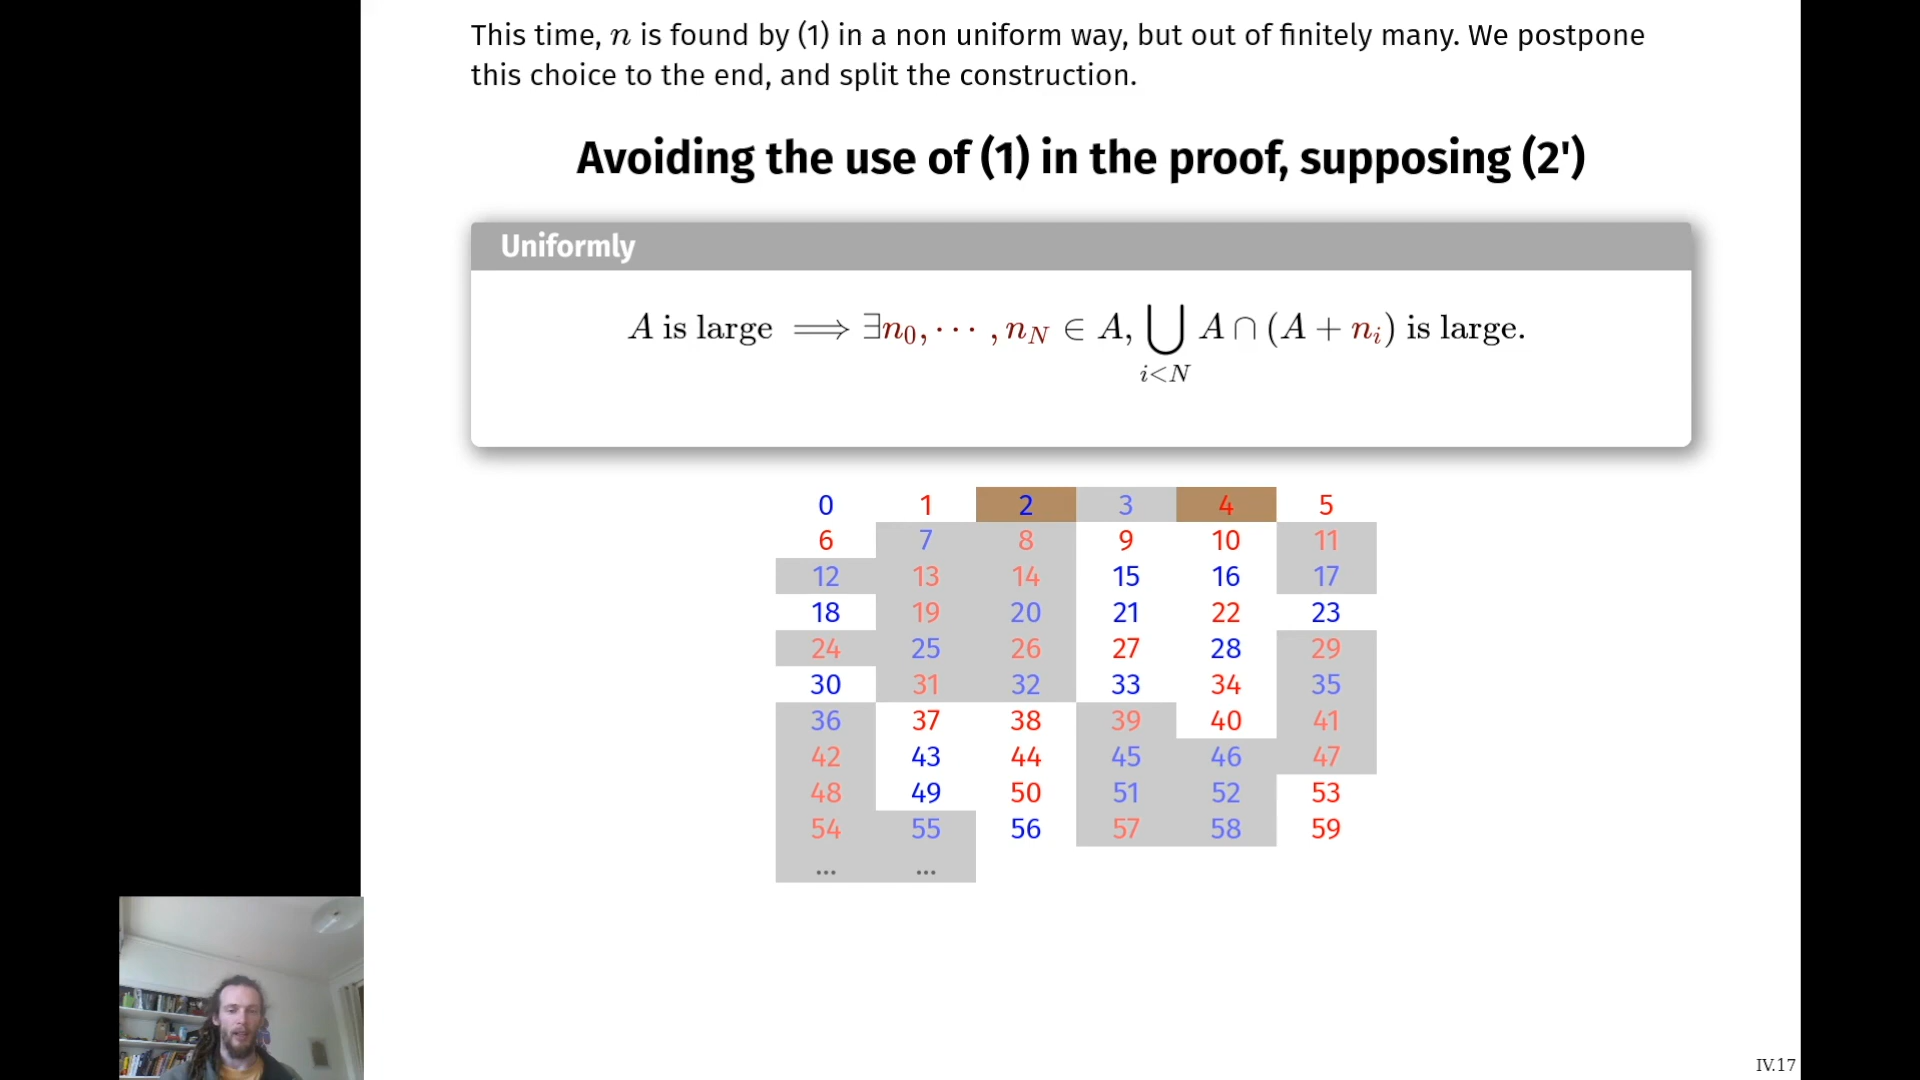 This time, n is found by (1) in a non uniform way, but out of finitely many. We postpone
this choice to the end, and split the construction.
Avoiding the use of (1) in the proof, supposing (2')
Uniformly
A is large ⟹ ∃n₀, ⋯ , n_N ∈ A, ⋃_{i<N} A ∩ (A + n_i) is large.
0 1 2 3 4 5
6 7 8 9 10 11
12 13 14 15 16 17
18 19 20 21 22 23
24 25 26 27 28 29
30 31 32 33 34 35
36 37 38 39 40 41
42 43 44 45 46 47
48 49 50 51 52 53
54 55 56 57 58 59
... ...
IV.17